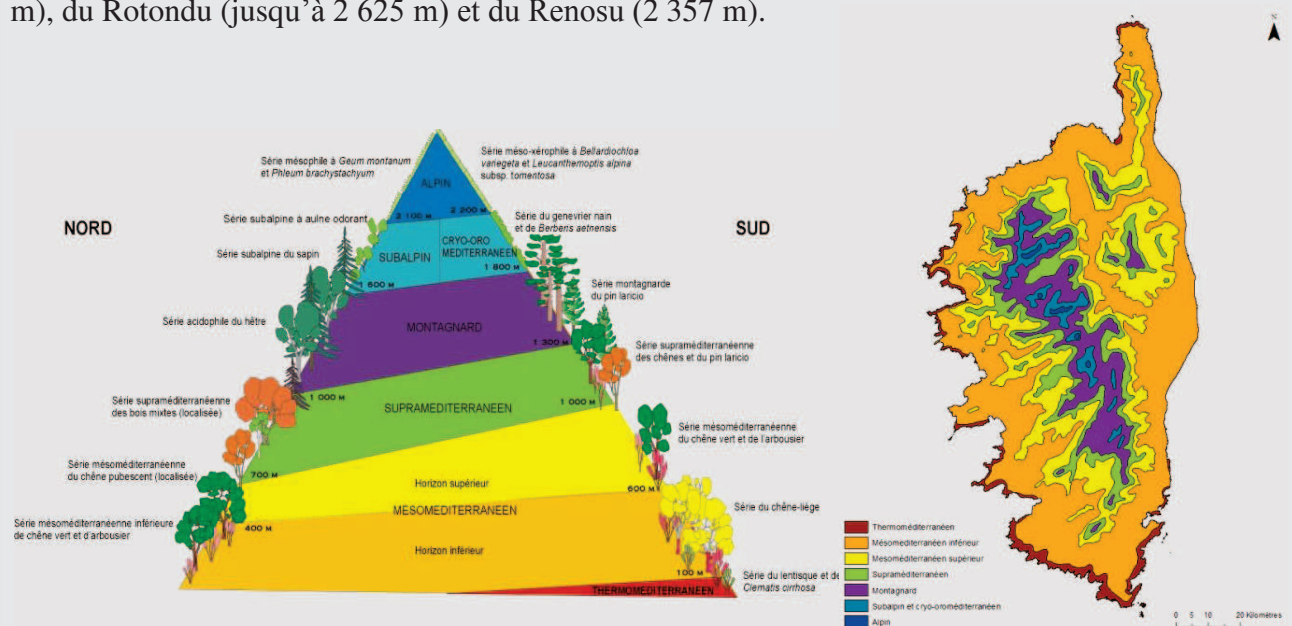 m), du Rotondu (jusqu’à 2 625 m) et du Renosu (2 357 m).
N
Série mésophile à Geum montanum
et Phleum brachystachyum
Série méso-xérophile à Bellardiochloa
variegeta et Leucanthemoptis alpina
subsp. tomentosa
ALPIN
2 100 M
2 200 M
Série subalpine à aulne odorant
Série du genevrier nain
et de Berberis aetnensis
NORD
SUD
SUBALPIN
CRYO-ORO
MEDITERRANEEN
Série subalpine du sapin
1 600 M
1 800 M
Série montagnarde
du pin laricio
Série acidophile du hêtre
MONTAGNARD
1 300 M
Série supraméditerranéenne
des chênes et du pin laricio
1 000 M
Série supraméditerranéenne
des bois mixtes (localisée)
SUPRAMEDITERRANEEN
1 000 M
Série mésoméditerranéenne
du chêne vert et de l'arbousier
Série mésoméditerranéenne
du chêne pubescent (localisée)
700 M
Horizon supérieur
600 M
MESOMEDITERRANEEN
Série du chêne-liège
Série mésoméditerranéenne inférieure
de chêne vert et d'arbousier
400 M
Horizon inférieur
100 M
Série du lentisque et de
Clematis cirrhosa
THERMOMEDITERRANEEN
Thermoméditerranéen
Mésoméditerranéen inférieur
Mésoméditerranéen supérieur
Supraméditerranéen
Montagnard
Subalpin et cryo-oroméditerranéen
Alpin
0 5 10 20 Kilomètres